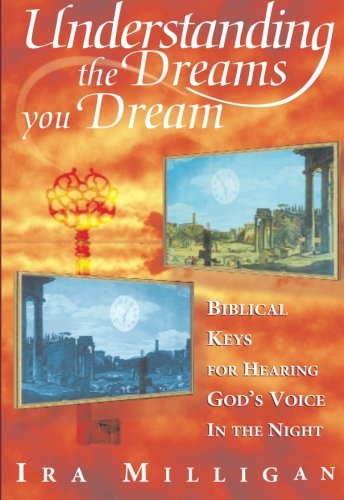 Understanding
the Dreams
you Dream
BIBLICAL
KEYS
FOR HEARING
GOD'S VOICE
IN THE NIGHT
IRA MILLIGAN